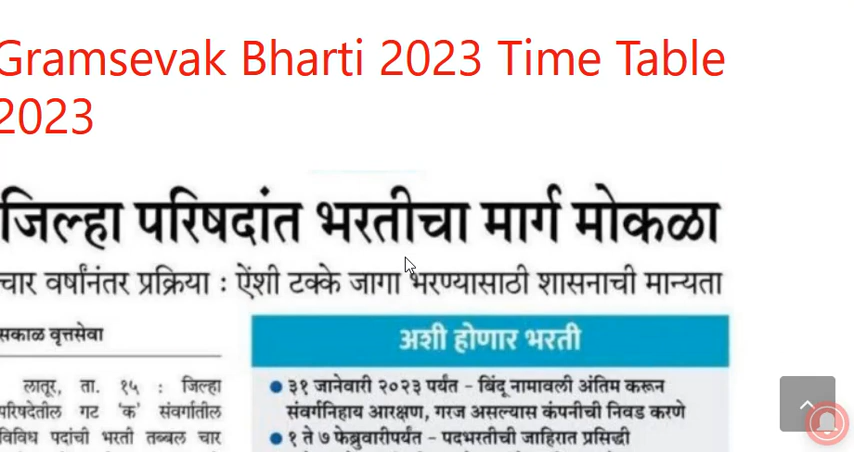 Gramsevak Bharti 2023 Time Table
2023
जिल्हा परिषदांत भरतीचा मार्ग मोकळा
चार वर्षांनंतर प्रक्रिया : ऐंशी टक्के जागा भरण्यासाठी शासनाची मान्यता
सकाळ वृत्तसेवा
लातूर, ता. १५ : जिल्हा
परिषदेतील गट 'क' संवर्गातील
विविध पदांची भरती तब्बल चार
अशी होणार भरती
● ३१ जानेवारी २०२३ पर्यंत - बिंदू नामावली अंतिम करून
संवर्गनिहाय आरक्षण, गरज असल्यास कंपनीची निवड करणे
● १ ते ७ फेब्रुवारीपर्यंत - पदभरतीची जाहिरात प्रसिद्धी